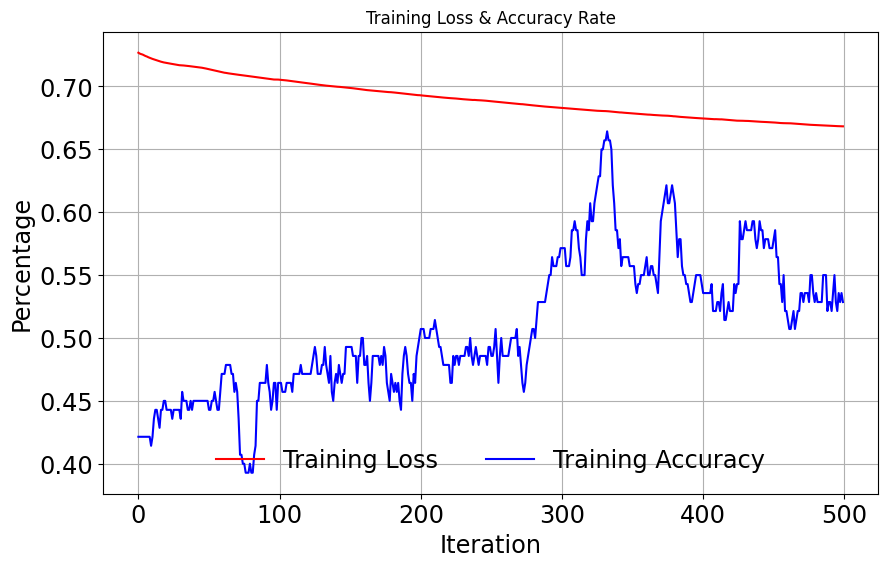 Training Loss & Accuracy Rate
Percentage
0.70
0.65
0.60
0.55
0.50
0.45
0.40
Training Loss
Training Accuracy
0
100
200
300
400
500
Iteration